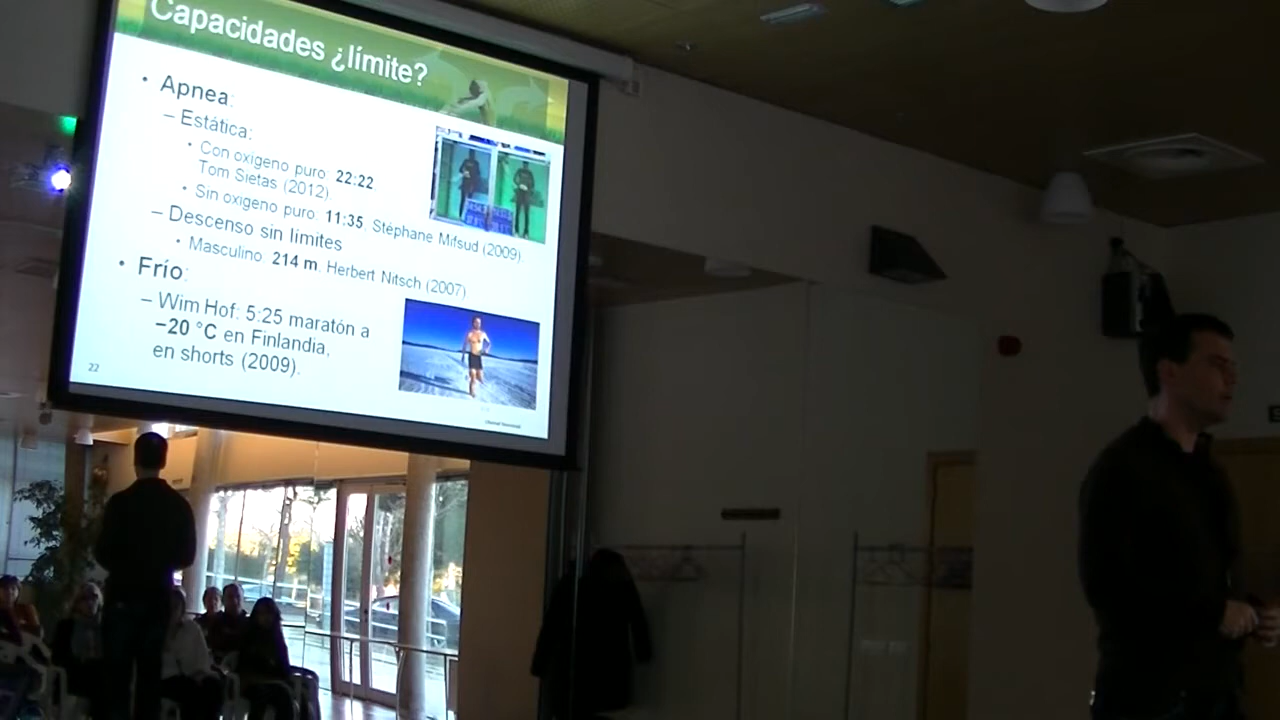 Capacidades ¿límite?
• Apnea:
– Estática:
• Con oxígeno puro: 22:22
Tom Sietas (2012).
• Sin oxígeno puro: 11:35, Stéphane Mifsud (2009)
– Descenso sin límites
• Masculino: 214 m, Herbert Nitsch (2007)
• Frío:
– Wim Hof: 5:25 maratón a
−20 °C en Finlandia,
en shorts (2009).
22